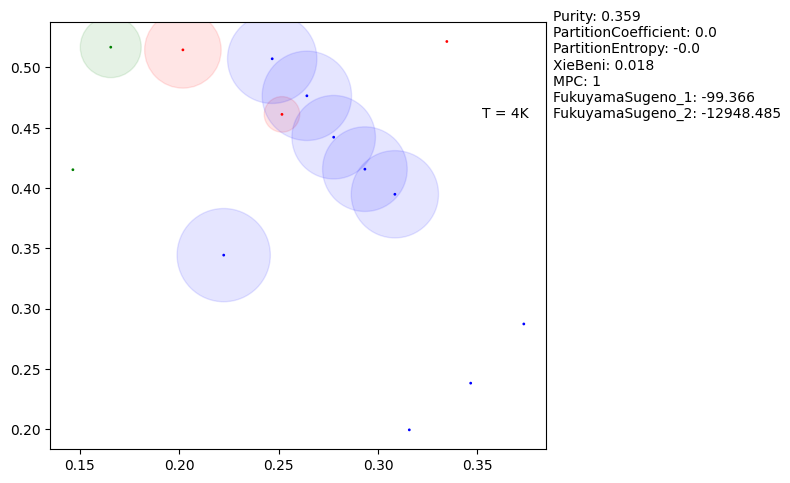 Purity: 0.359
PartitionCoefficient: 0.0
PartitionEntropy: -0.0
XieBeni: 0.018
MPC: 1
FukuyamaSugeno_1: -99.366
FukuyamaSugeno_2: -12948.485
T = 4K
0.50
0.45
0.40
0.35
0.30
0.25
0.20
0.15 0.20 0.25 0.30 0.35